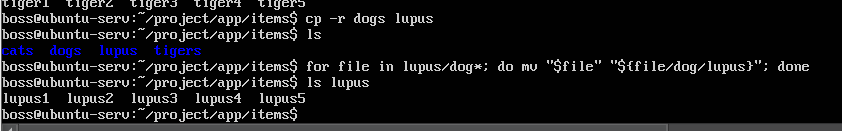 tiger1  tiger2  tiger3  tiger4  tiger5
boss@ubuntu-serv:~/project/app/items$ cp -r dogs lupus
boss@ubuntu-serv:~/project/app/items$ ls
cats  dogs  lupus  tigers
boss@ubuntu-serv:~/project/app/items$ for file in lupus/dog*; do mv "$file" "${file/dog/lupus}"; done
boss@ubuntu-serv:~/project/app/items$ ls lupus
lupus1  lupus2  lupus3  lupus4  lupus5
boss@ubuntu-serv:~/project/app/items$